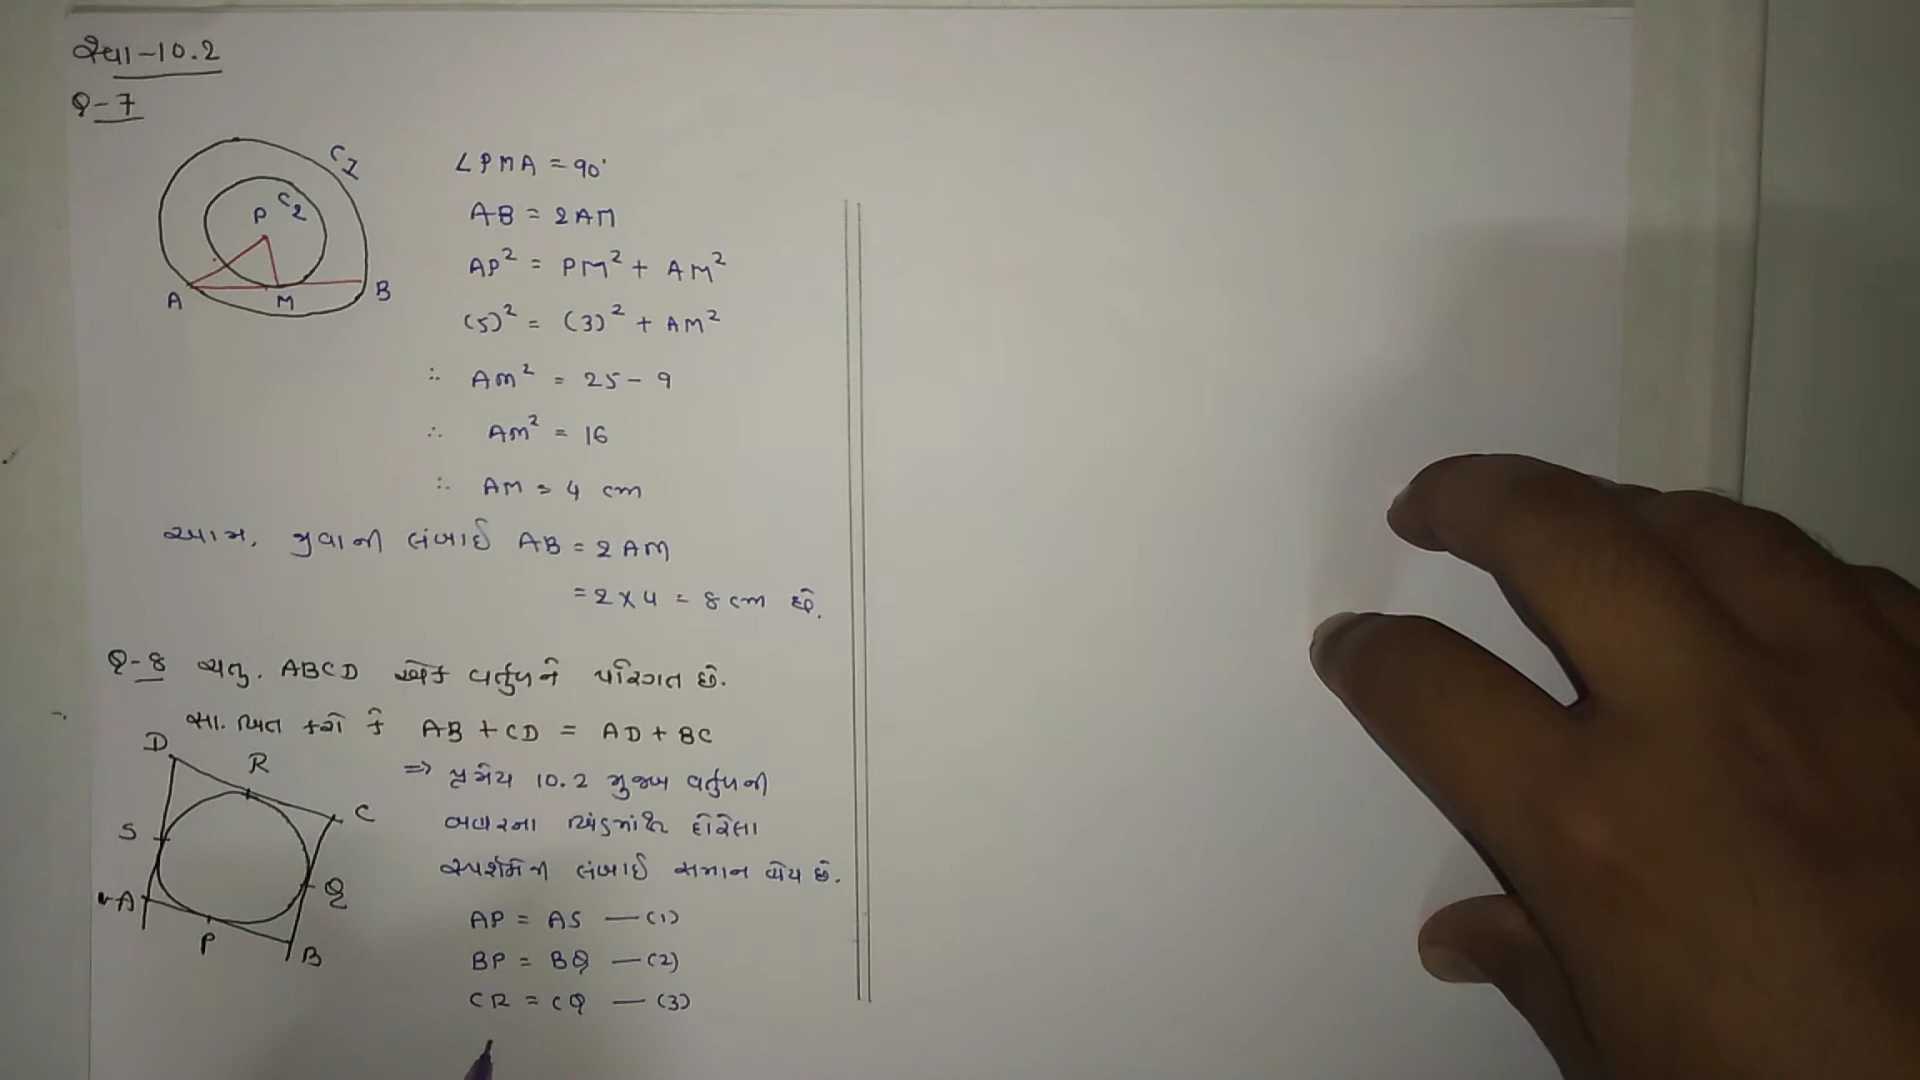 સ્વા-10.2
Q-7
C1
C2
P
A
M
B
∠PMA = 90°
AB = 2AM
AP² = PM² + AM²
(5)² = (3)² + AM²
∴ AM² = 25 - 9
∴ AM² = 16
∴ AM = 4 cm
આમ, જીવાની લંબાઈ AB = 2AM
= 2 × 4 = 8 cm છે.
Q-8 ચતુ. ABCD એક વર્તુળને પરિગત છે.
સાબિત કરો કે AB + CD = AD + BC
D
R
C
S
A
Q
P
B
⇒ પ્રમેય 10.2 મુજબ વર્તુળની
બહારના બિંદુમાંથી દોરેલા
સ્પર્શકોની લંબાઈ સમાન હોય છે.
AP = AS —(1)
BP = BQ —(2)
CR = CQ —(3)